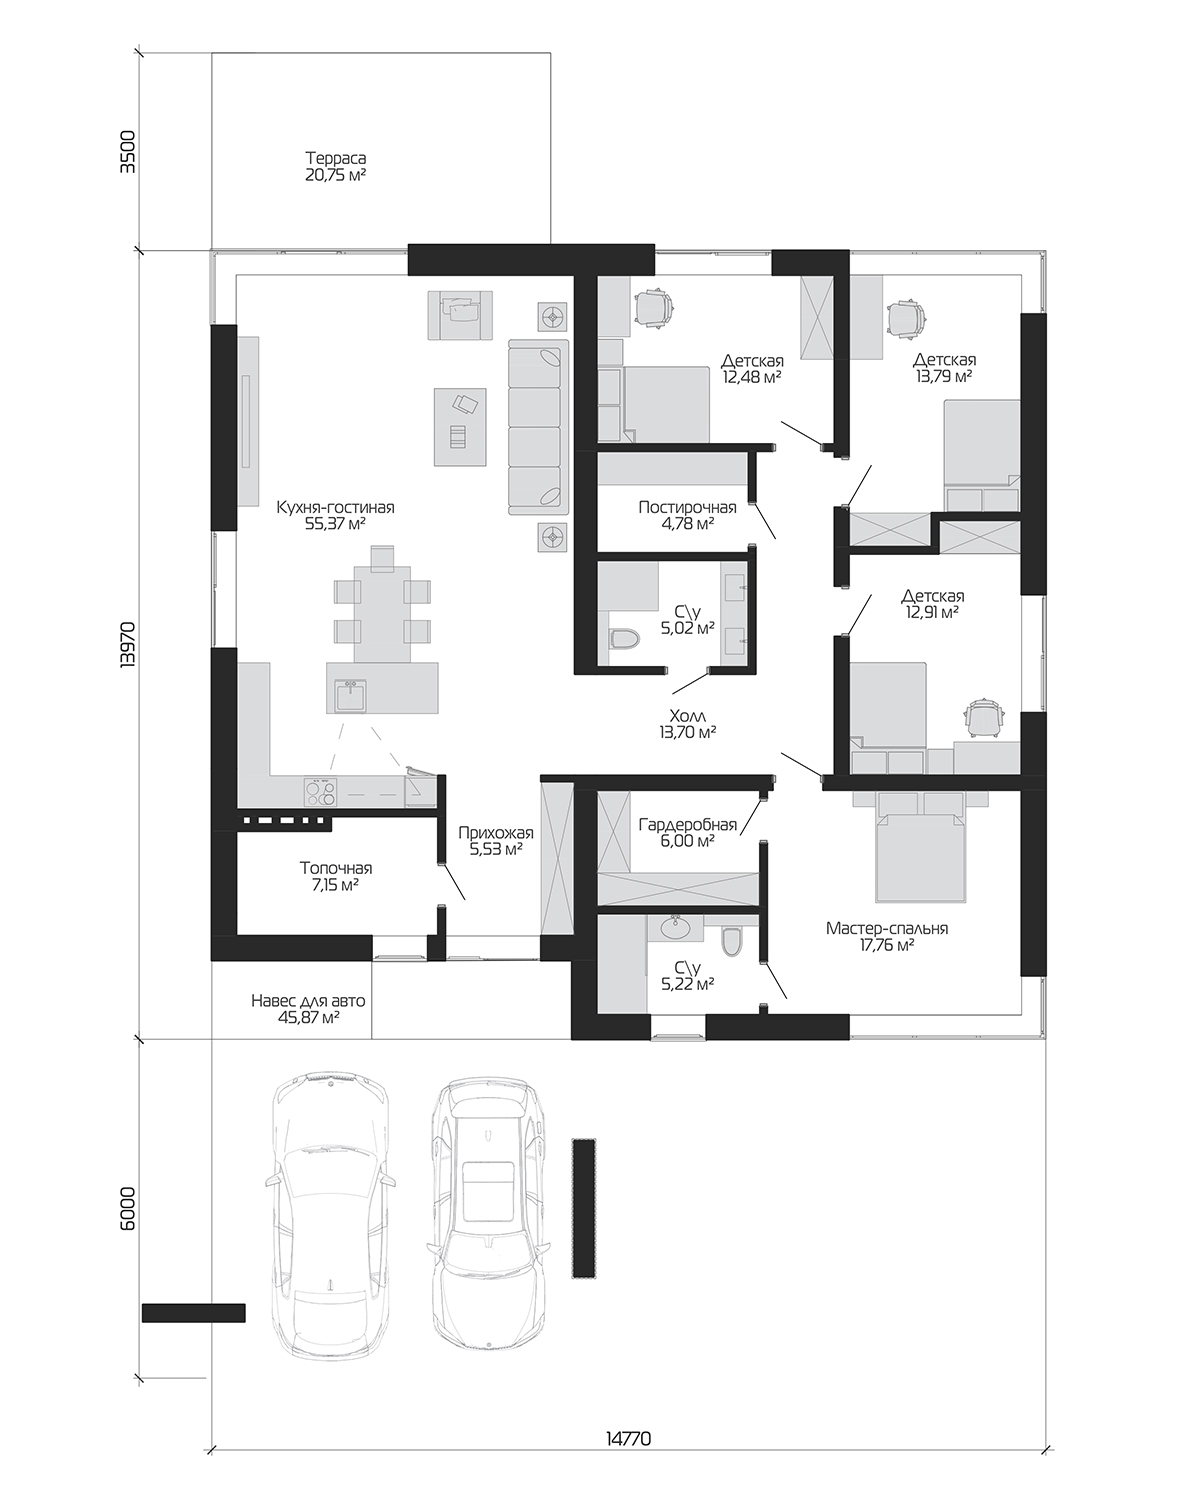 3500
Терраса
20,75 м²
Детская
12,48 м²
Детская
13,79 м²
Кухня-гостиная
55,37 м²
Постирочная
4,78 м²
13970
С\у
5,02 м²
Детская
12,91 м²
Холл
13,70 м²
Прихожая
5,53 м²
Гардеробная
6,00 м²
Топочная
7,15 м²
Мастер-спальня
17,76 м²
С\у
5,22 м²
Навес для авто
45,87 м²
6000
14770